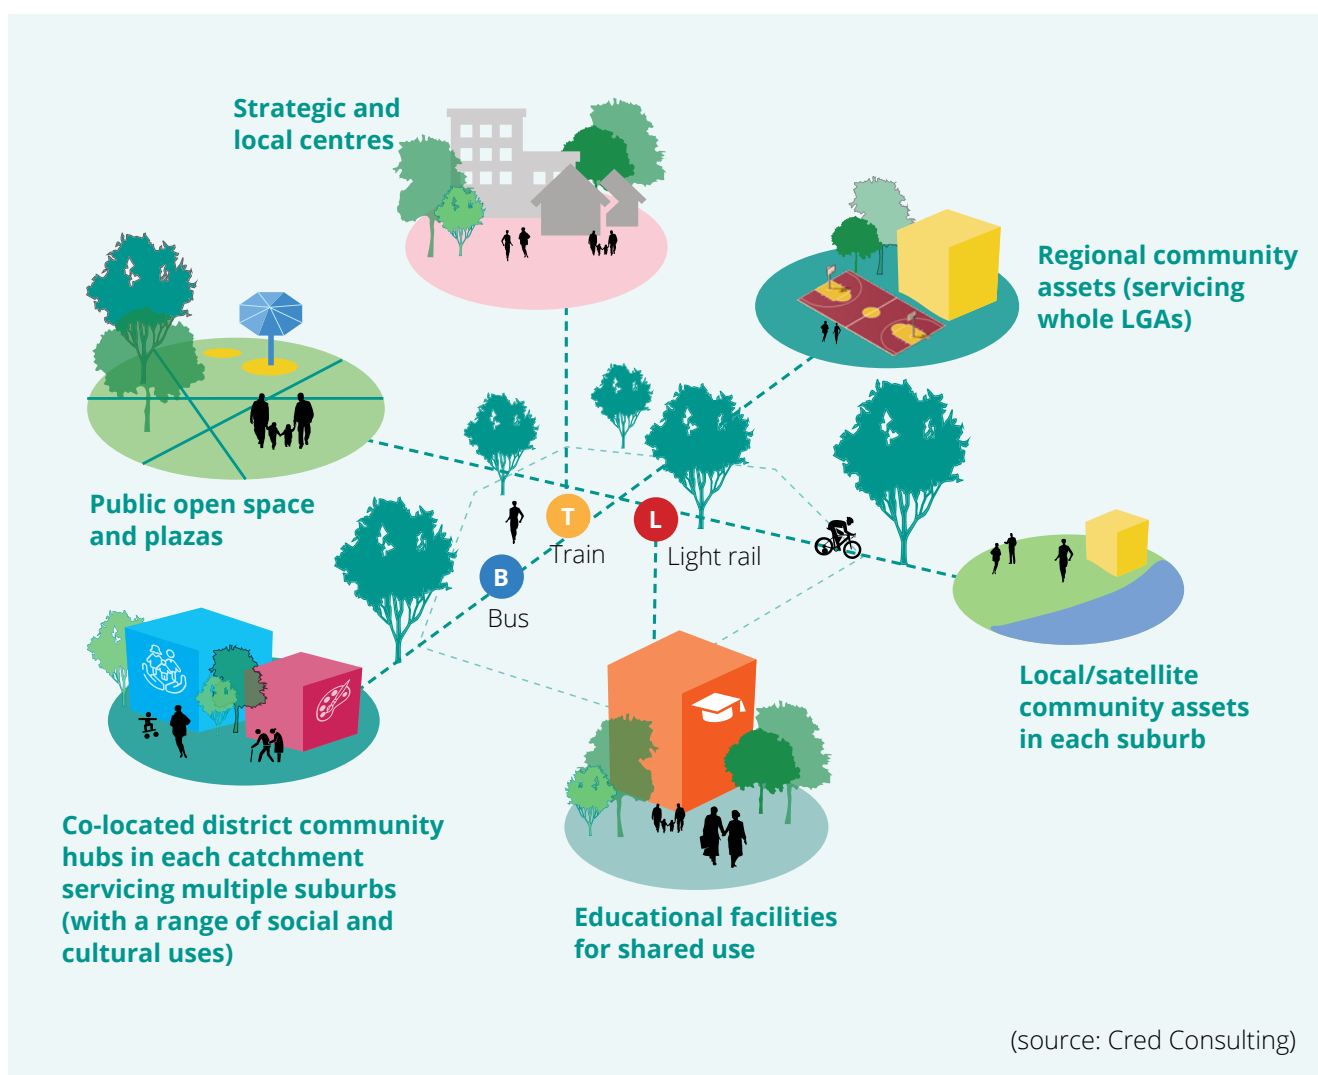 Strategic and
local centres
Regional community
assets (servicing
whole LGAs)
Public open space
and plazas
T
Train
L
Light rail
B
Bus
Local/satellite
community assets
in each suburb
Co-located district community
hubs in each catchment
servicing multiple suburbs
(with a range of social and
cultural uses)
Educational facilities
for shared use
(source: Cred Consulting)